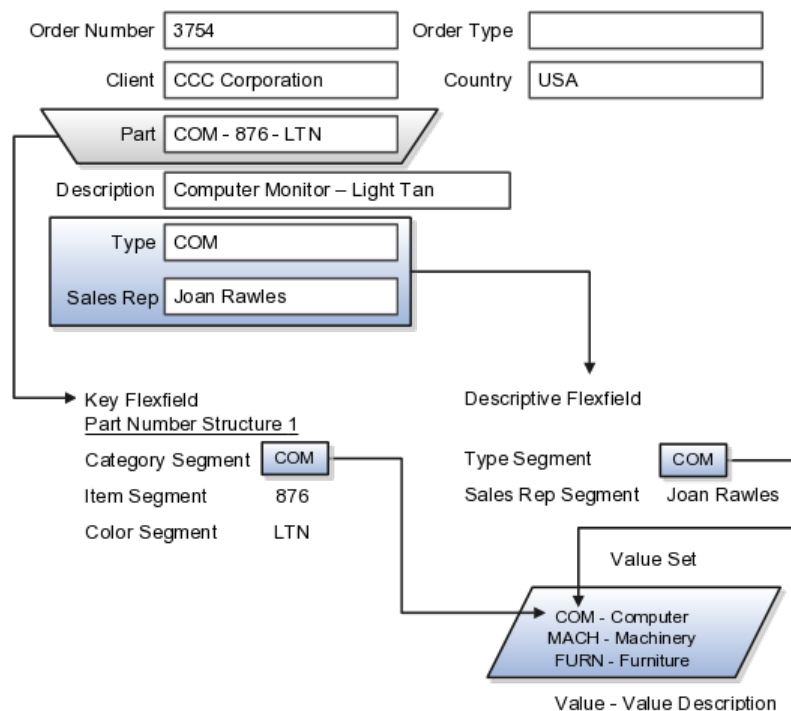 Order Number 3754 Order Type
Client CCC Corporation Country USA
Part COM - 876 - LTN
Description Computer Monitor – Light Tan
Type COM
Sales Rep Joan Rawles
Key Flexfield Descriptive Flexfield
Part Number Structure 1
Category Segment COM Type Segment COM
Item Segment 876 Sales Rep Segment Joan Rawles
Color Segment LTN
Value Set
COM - Computer
MACH - Machinery
FURN - Furniture
Value - Value Description